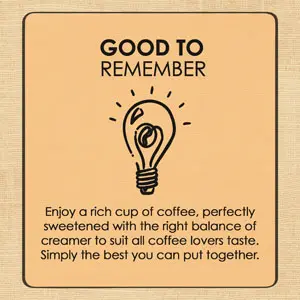 GOOD TO
REMEMBER
Enjoy a rich cup of coffee, perfectly
sweetened with the right balance of
creamer to suit all coffee lovers taste.
Simply the best you can put together.